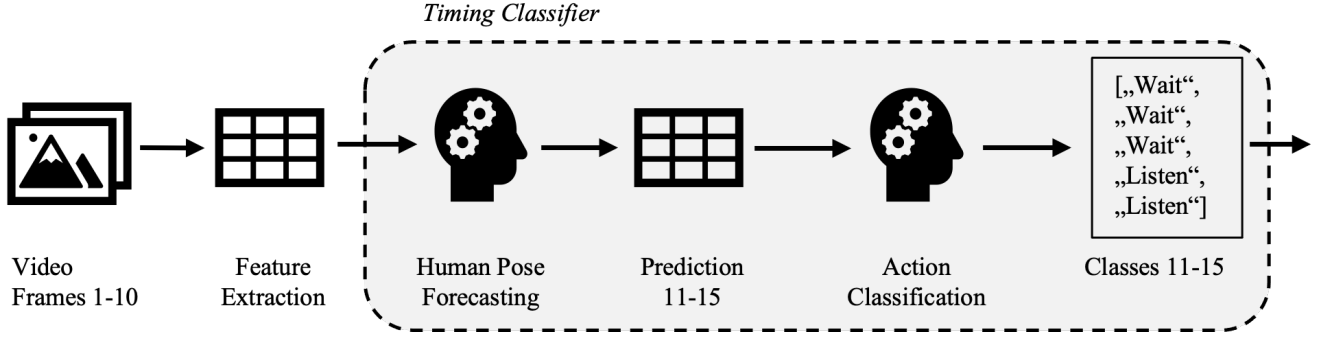 Timing Classifier
[„Wait“,
„Wait“,
„Wait“,
„Listen“,
„Listen“]
Video
Frames 1-10
Feature
Extraction
Human Pose
Forecasting
Prediction
11-15
Action
Classification
Classes 11-15